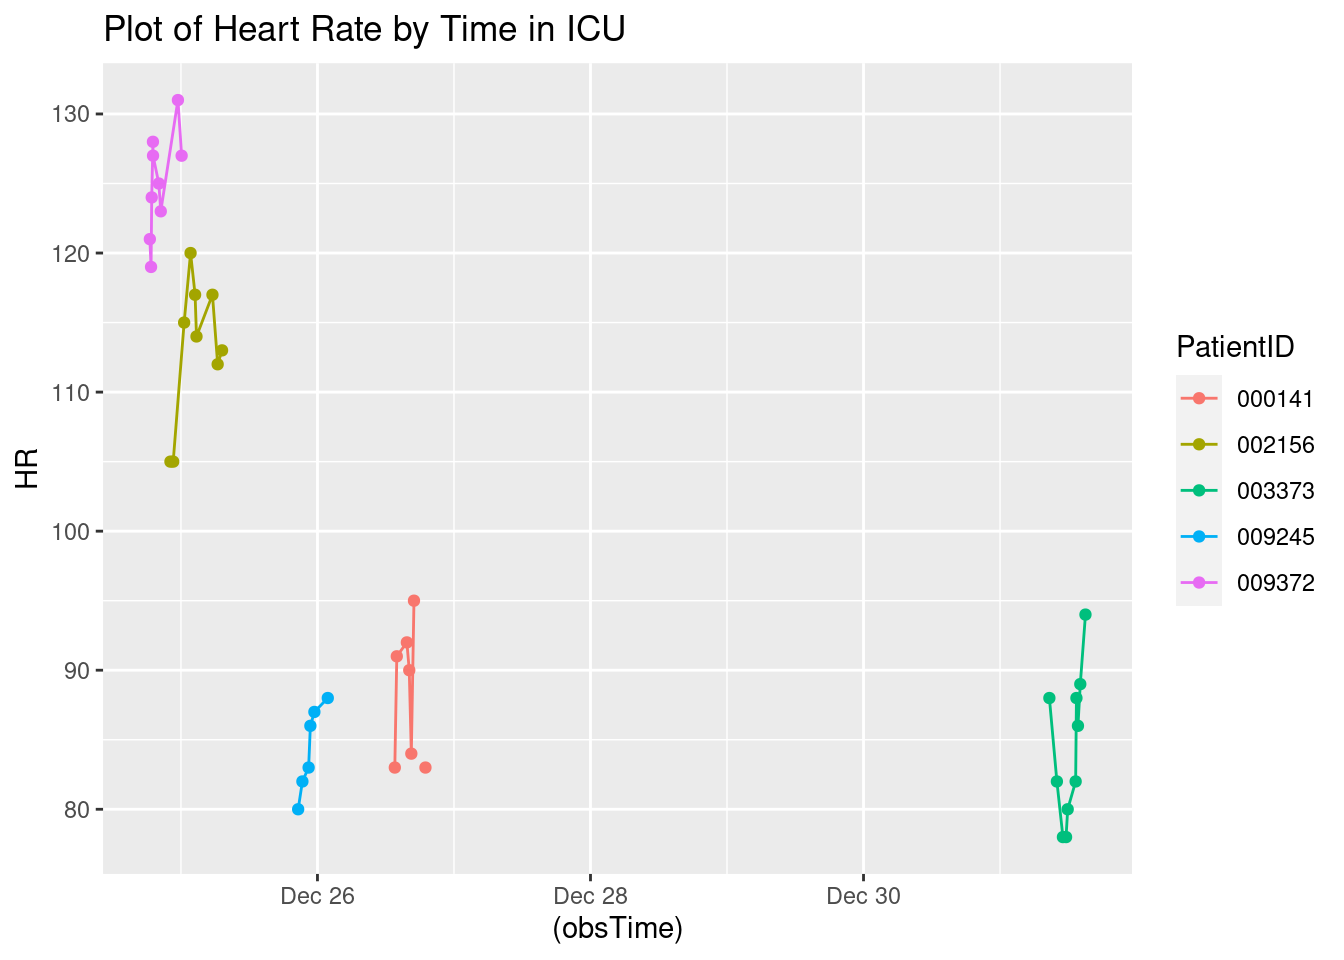 Plot of Heart Rate by Time in ICU
130
120
110
100
90
80
HR
Dec 26
Dec 28
Dec 30
(obsTime)
PatientID
000141
002156
003373
009245
009372